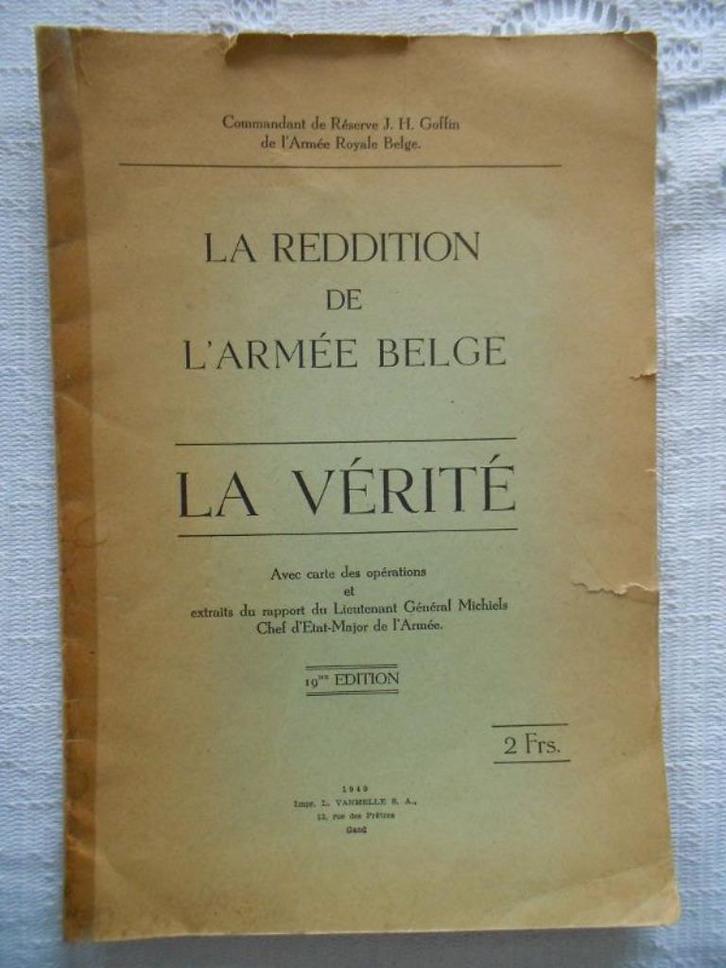 Commandant de Réserve J. H. Goffin
de l'Armée Royale Belge.
LA REDDITION
DE
L'ARMÉE BELGE
LA VÉRITÉ
Avec carte des opérations
et
extraits du rapport du Lieutenant Général Michiels
Chef d'Etat-Major de l'Armée.
19me EDITION
2 Frs.
1940
Impr. L. VANMELLE S. A.,
12, rue des Prêtres
Gand